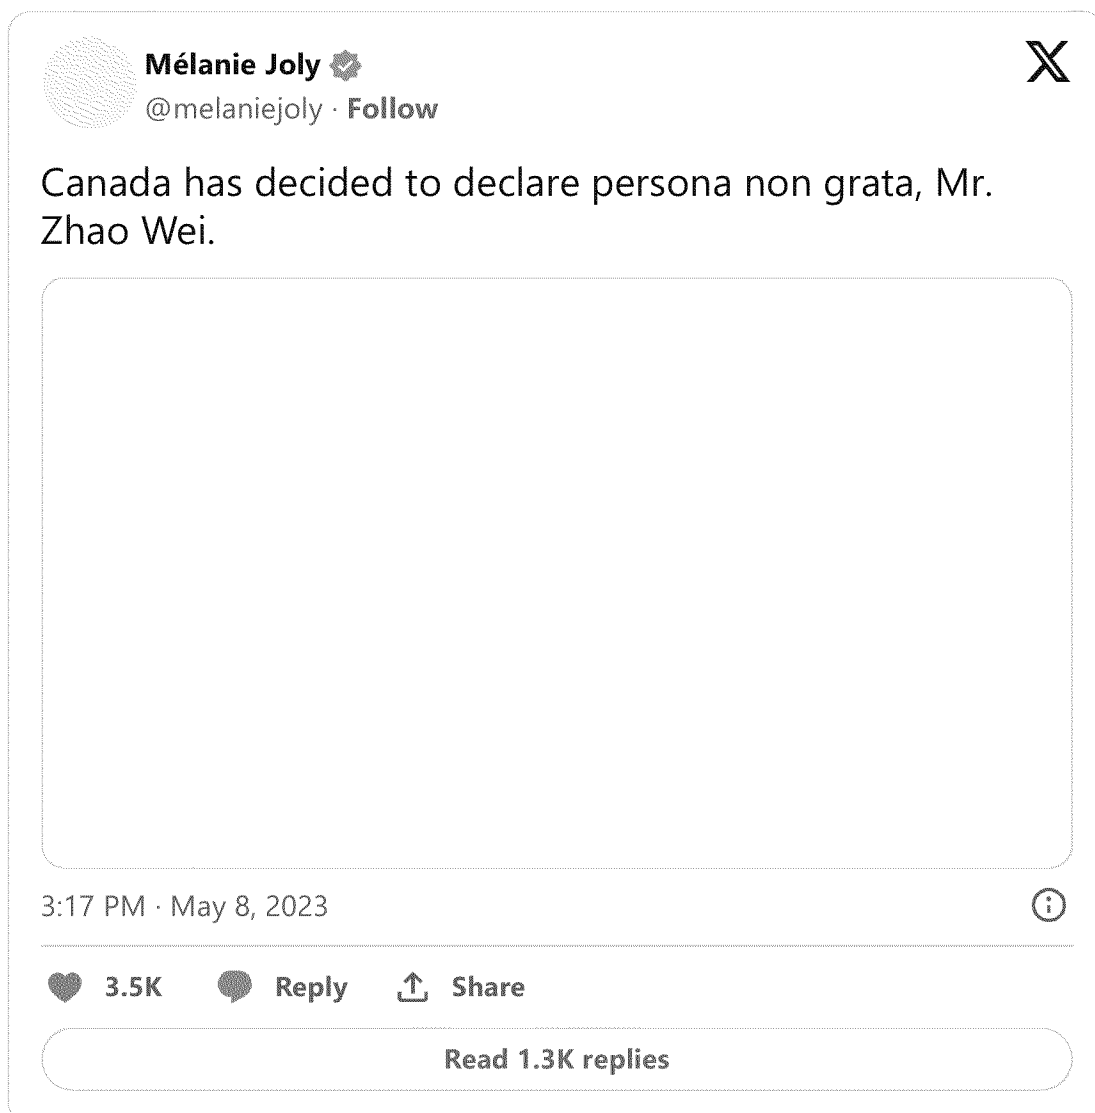 Mélanie Joly
@melaniejoly · Follow
Canada has decided to declare persona non grata, Mr.
Zhao Wei.
3:17 PM · May 8, 2023
3.5K Reply Share
Read 1.3K replies